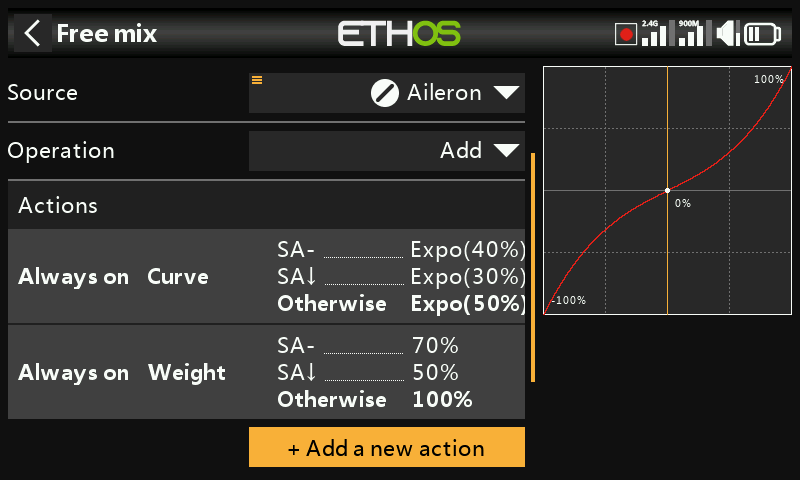 Free mix
ETHOS
2.4G 900M
Source Aileron
100%
Operation Add
Actions
0%
SA- Expo(40%)
Always on Curve SA↓ Expo(30%)
Otherwise Expo(50%)
-100%
SA- 70%
Always on Weight SA↓ 50%
Otherwise 100%
+ Add a new action